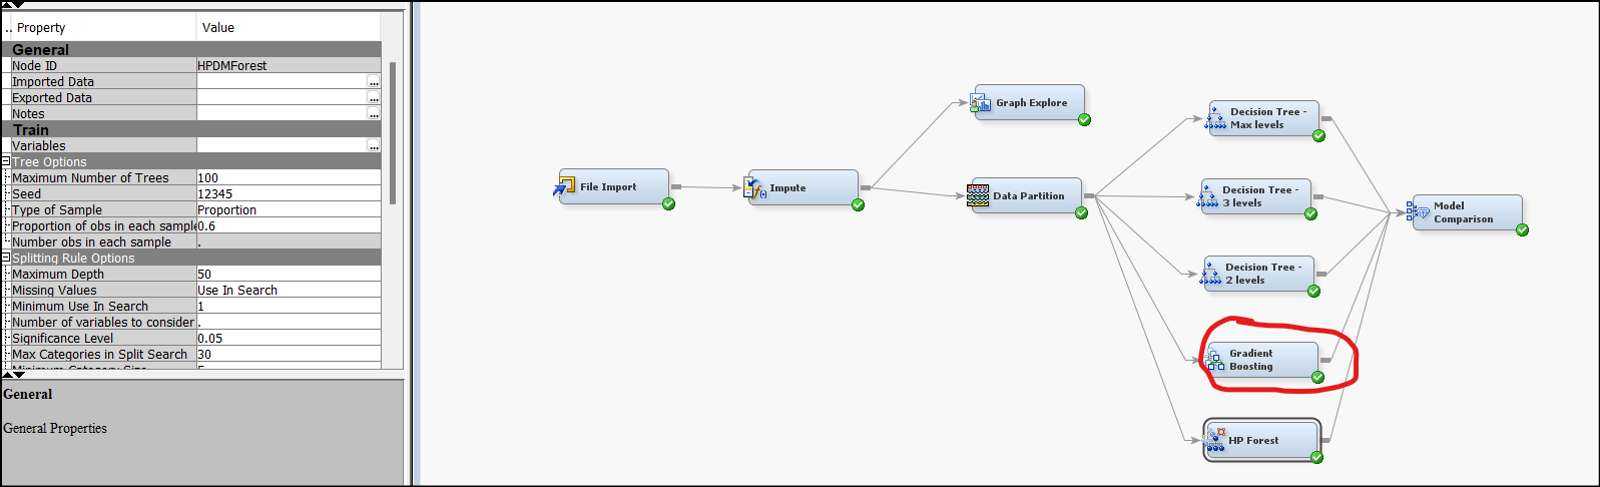 .. Property Value
General
Node ID HPDMForest
Imported Data ...
Exported Data ...
Notes ...
Train
Variables ...
Tree Options
Maximum Number of Trees 100
Seed 12345
Type of Sample Proportion
Proportion of obs in each sampl 0.6
Number obs in each sample .
Splitting Rule Options
Maximum Depth 50
Missing Values Use In Search
Minimum Use In Search 1
Number of variables to consider .
Significance Level 0.05
Max Categories in Split Search 30
Minimum Category Size 5
General
General Properties
File Import
Impute
Graph Explore
Data Partition
Decision Tree -
Max levels
Decision Tree -
3 levels
Decision Tree -
2 levels
Gradient
Boosting
HP Forest
Model
Comparison